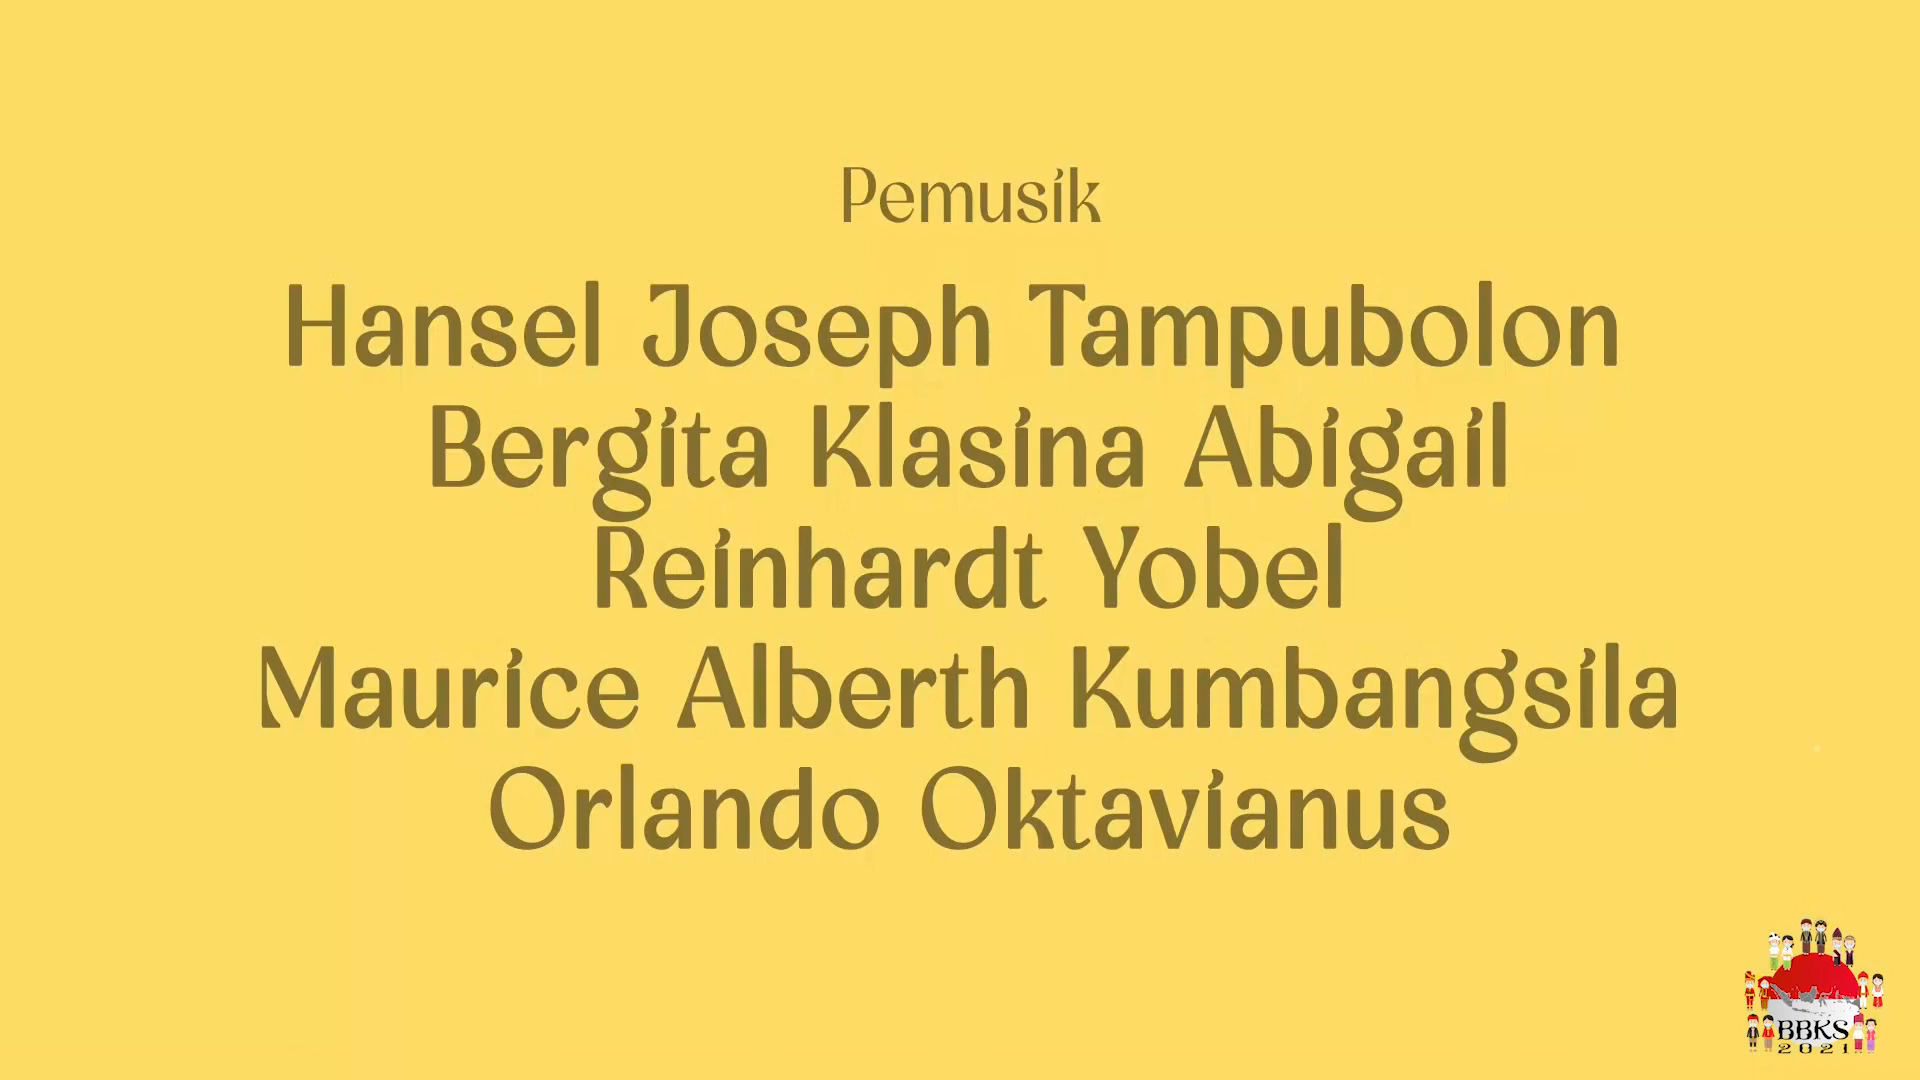 Pemusik
Hansel Joseph Tampubolon
Bergita Klasina Abigail
Reinhardt Yobel
Maurice Alberth Kumbangsila
Orlando Oktavianus
BBKS
2021